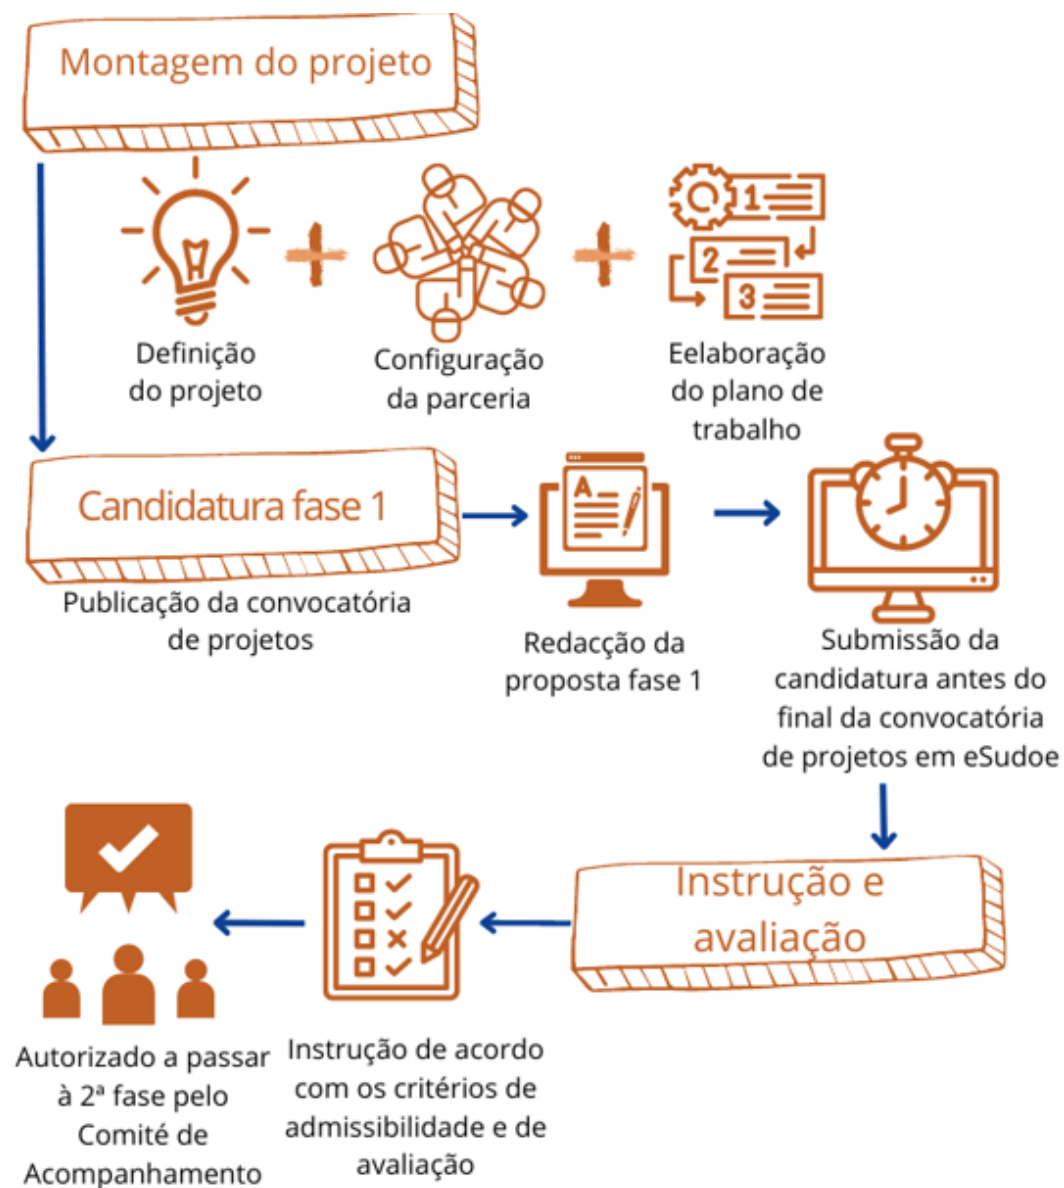 Montagem do projeto
Definição
do projeto
Configuração
da parceria
Eelaboração
do plano de
trabalho
1
2
3
Candidatura fase 1
Publicação da convocatória
de projetos
A
Redacção da
proposta fase 1
Submissão da
candidatura antes do
final da convocatória
de projetos em eSudoe
Instrução e
avaliação
Instrução de acordo
com os critérios de
admissibilidade e de
avaliação
Autorizado a passar
à 2ª fase pelo
Comité de
Acompanhamento